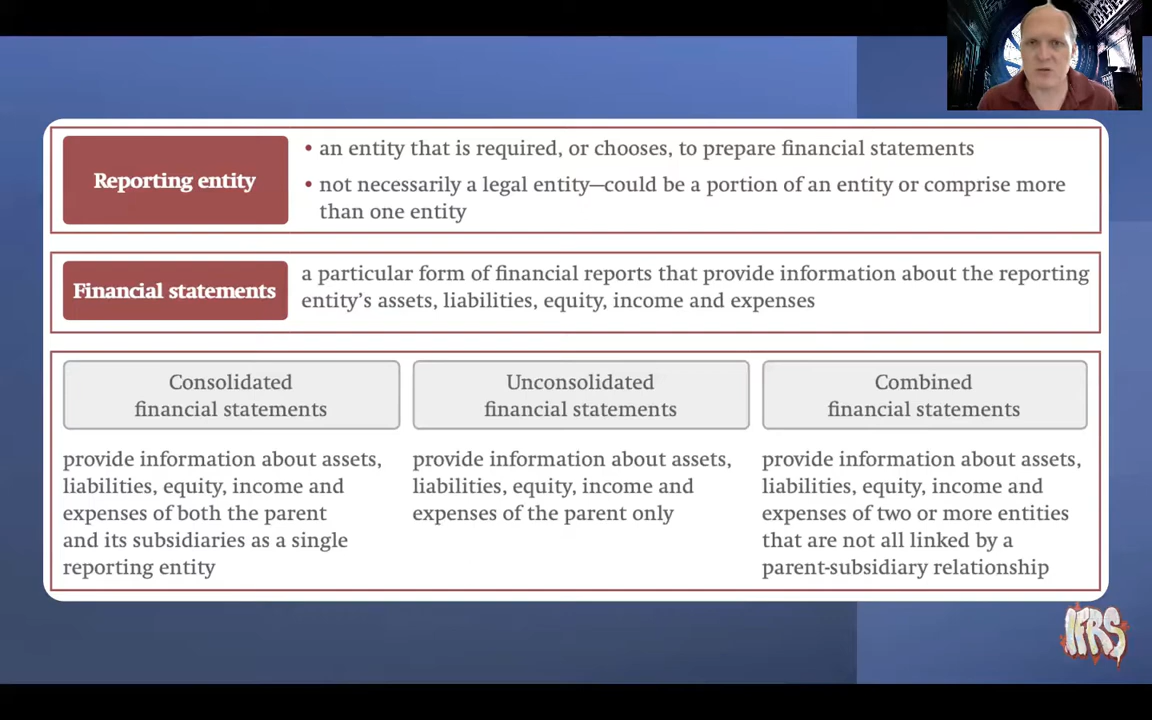 Reporting entity
• an entity that is required, or chooses, to prepare financial statements
• not necessarily a legal entity—could be a portion of an entity or comprise more
than one entity
Financial statements
a particular form of financial reports that provide information about the reporting
entity’s assets, liabilities, equity, income and expenses
Consolidated
financial statements
provide information about assets,
liabilities, equity, income and
expenses of both the parent
and its subsidiaries as a single
reporting entity
Unconsolidated
financial statements
provide information about assets,
liabilities, equity, income and
expenses of the parent only
Combined
financial statements
provide information about assets,
liabilities, equity, income and
expenses of two or more entities
that are not all linked by a
parent-subsidiary relationship
IFRS